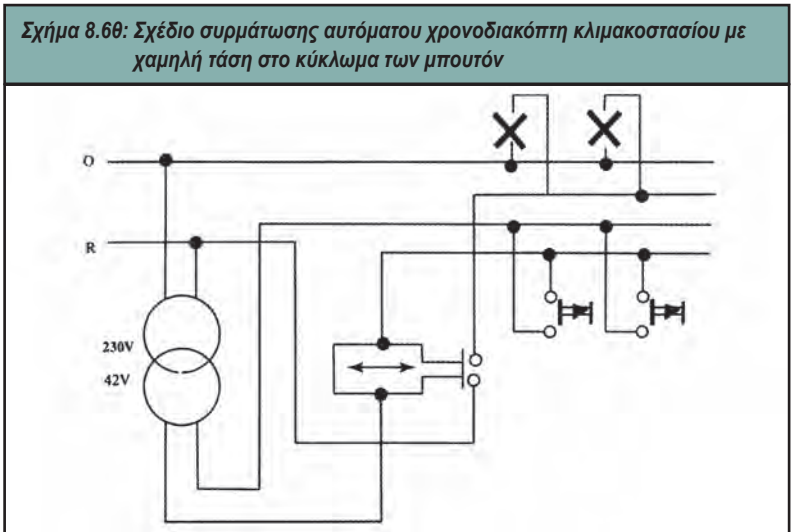 Σχήμα 8.6θ: Σχέδιο συρμάτωσης αυτόματου χρονοδιακόπτη κλιμακοστασίου με
χαμηλή τάση στο κύκλωμα των μπουτόν
O
R
230V
42V